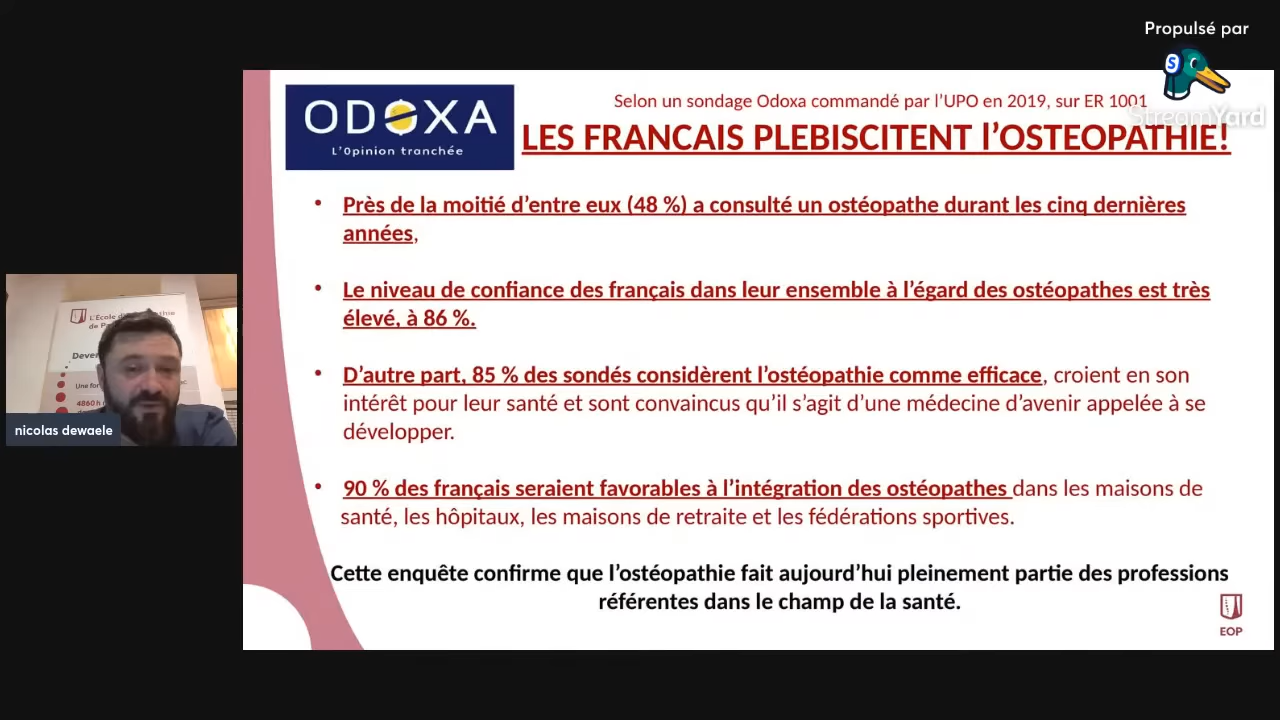 Propulsé par
StreamYard
ODOXA
L'Opinion tranchée
Selon un sondage Odoxa commandé par l'UPO en 2019, sur ER 1001
LES FRANCAIS PLEBISCITENT l'OSTEOPATHIE!
• Près de la moitié d'entre eux (48 %) a consulté un ostéopathe durant les cinq dernières
années,
• Le niveau de confiance des français dans leur ensemble à l'égard des ostéopathes est très
élevé, à 86 %.
• D'autre part, 85 % des sondés considèrent l'ostéopathie comme efficace, croient en son
intérêt pour leur santé et sont convaincus qu'il s'agit d'une médecine d'avenir appelée à se
développer.
• 90 % des français seraient favorables à l'intégration des ostéopathes dans les maisons de
santé, les hôpitaux, les maisons de retraite et les fédérations sportives.
Cette enquête confirme que l'ostéopathie fait aujourd'hui pleinement partie des professions
référentes dans le champ de la santé.
EOP
L'École d'
de P
Deve
Une for
4860h
nicolas dewaele